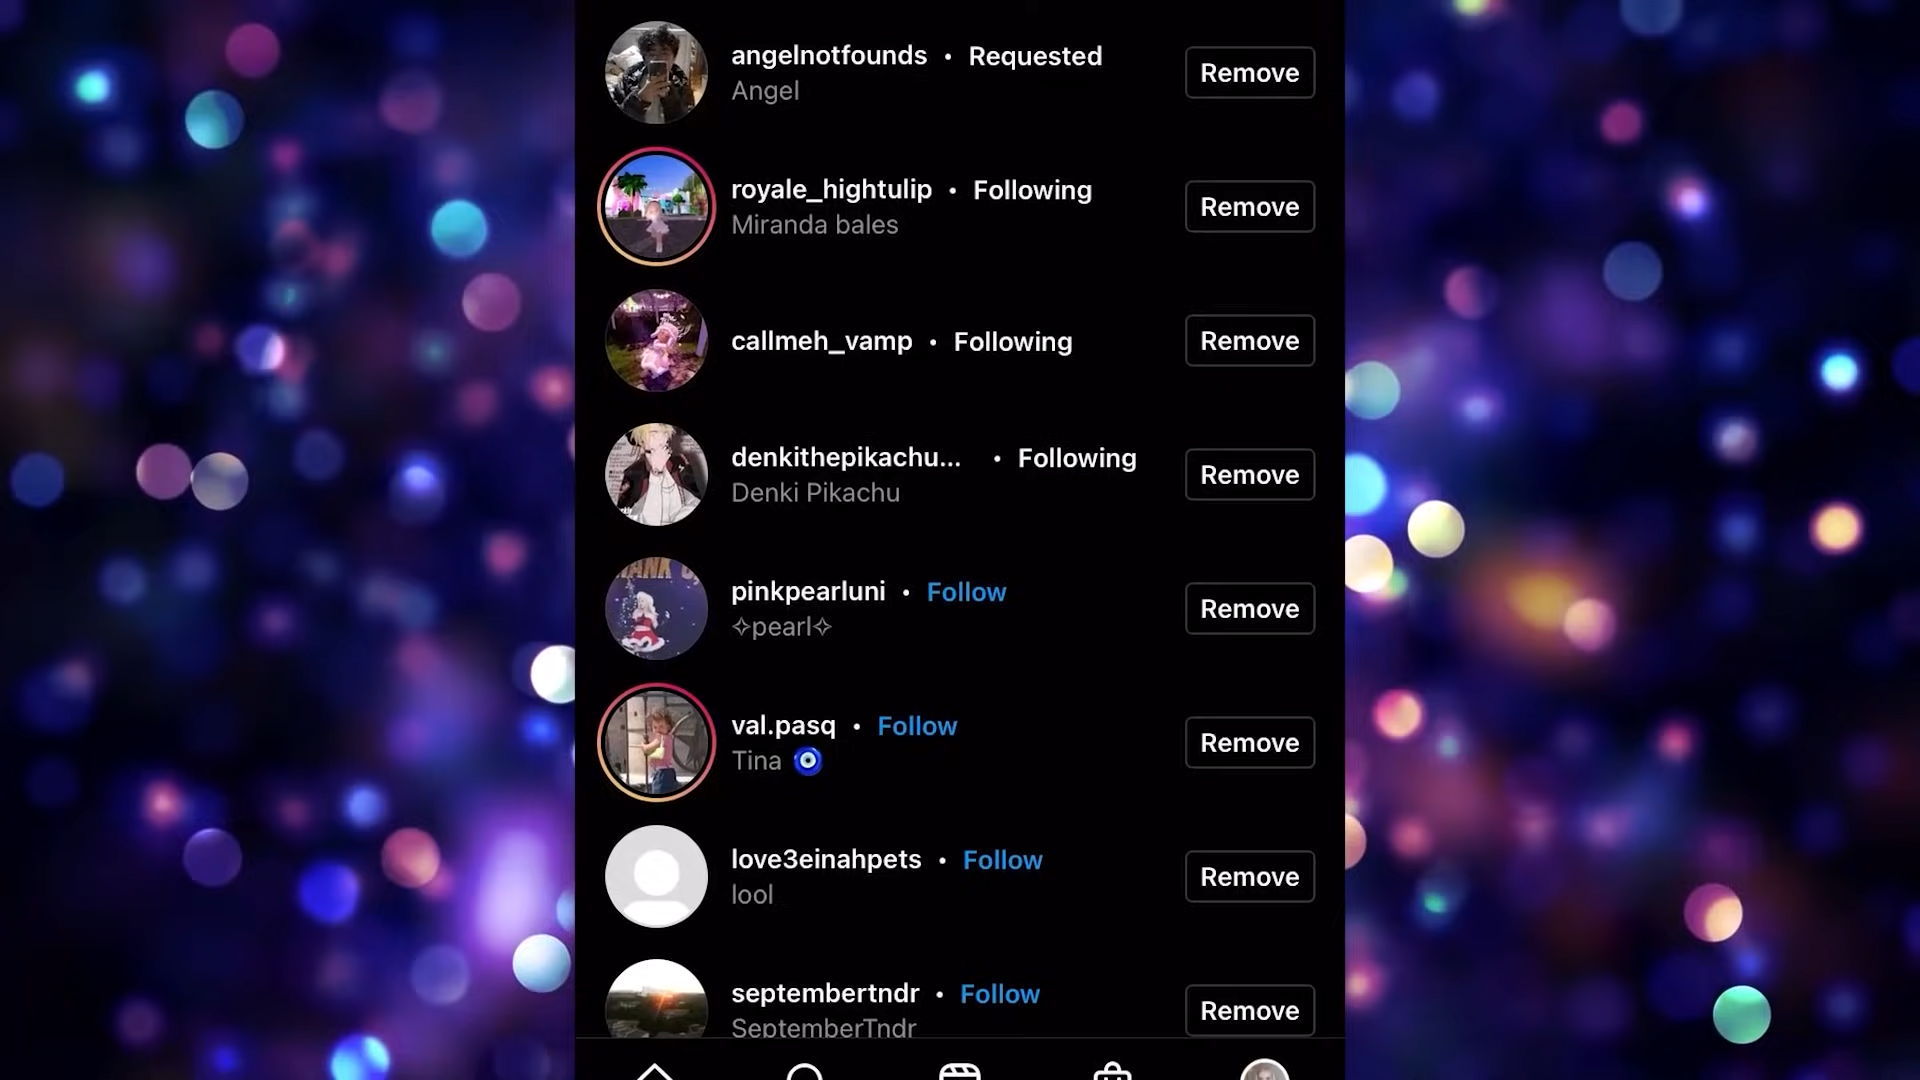 angelnotfounds • Requested
Angel
Remove
royale_hightulip • Following
Miranda bales
Remove
callmeh_vamp • Following
Remove
denkithepikachu... • Following
Denki Pikachu
Remove
pinkpearluni • Follow
✧pearl✧
Remove
val.pasq • Follow
Tina 🧿
Remove
love3einahpets • Follow
lool
Remove
septembertndr • Follow
SeptemberTndr
Remove